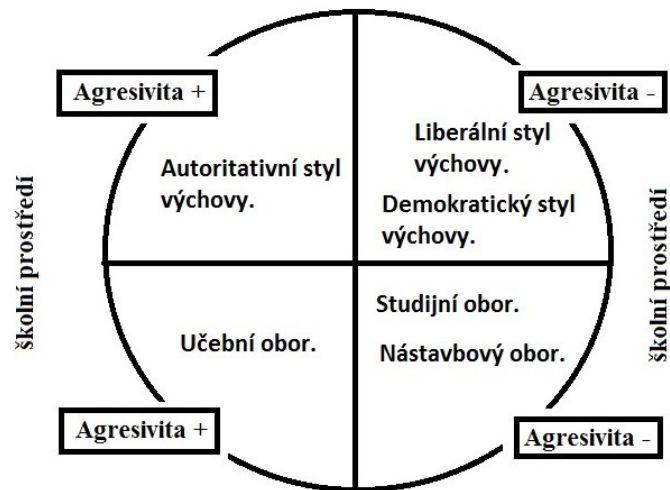 Agresivita +
Agresivita -
Liberální styl
výchovy.
Autoritativní styl
výchovy.
Demokratický styl
výchovy.
školní prostředí
školní prostředí
Studijní obor.
Učební obor.
Nástavbový obor.
Agresivita +
Agresivita -